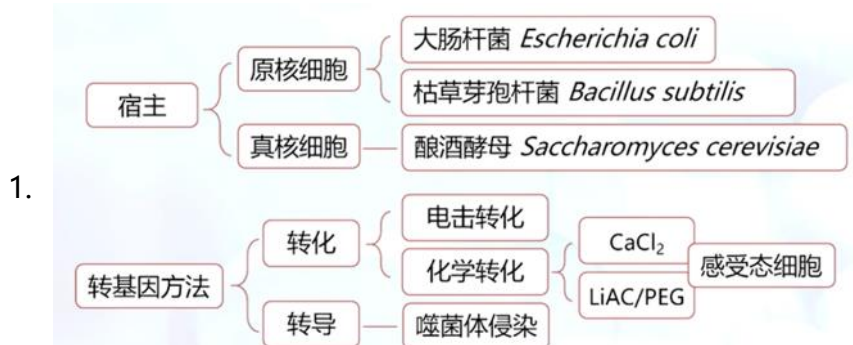 1.
宿主
原核细胞
大肠杆菌 Escherichia coli
枯草芽孢杆菌 Bacillus subtilis
真核细胞
酿酒酵母 Saccharomyces cerevisiae
转基因方法
转化
电击转化
化学转化
CaCl₂
LiAC/PEG
感受态细胞
转导
噬菌体侵染